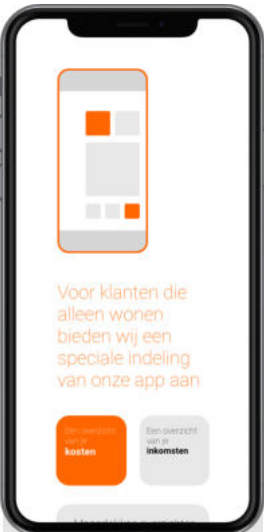 Voor klanten die
alleen wonen
bieden wij een
speciale indeling
van onze app aan
Een overzicht
van je
kosten
Een overzicht
van je
inkomsten